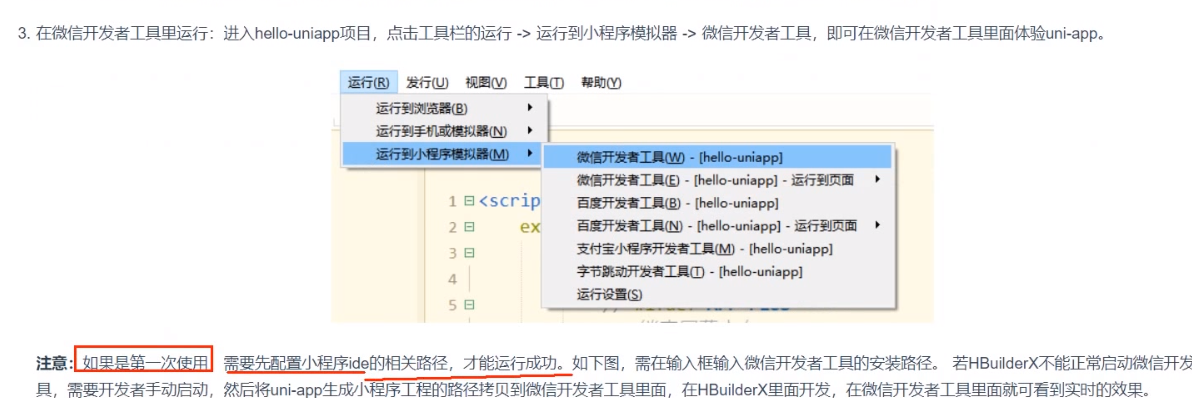 3. 在微信开发者工具里运行：进入hello-uniapp项目，点击工具栏的运行 -> 运行到小程序模拟器 -> 微信开发者工具，即可在微信开发者工具里面体验uni-app。
运行(R) 发行(U) 视图(V) 工具(T) 帮助(Y)
运行到浏览器(B)
运行到手机或模拟器(N)
运行到小程序模拟器(M)
微信开发者工具(W) - [hello-uniapp]
微信开发者工具(E) - [hello-uniapp] - 运行到页面
百度开发者工具(B) - [hello-uniapp]
百度开发者工具(N) - [hello-uniapp] - 运行到页面
支付宝小程序开发者工具(M) - [hello-uniapp]
字节跳动开发者工具(T) - [hello-uniapp]
运行设置(S)
1 <scrip
2 ex
3
4
5
注意：如果是第一次使用 需要先配置小程序ide的相关路径，才能运行成功。如下图，需在输入框输入微信开发者工具的安装路径。 若HBuilderX不能正常启动微信开发
具，需要开发者手动启动，然后将uni-app生成小程序工程的路径拷贝到微信开发者工具里面，在HBuilderX里面开发，在微信开发者工具里面就可看到实时的效果。